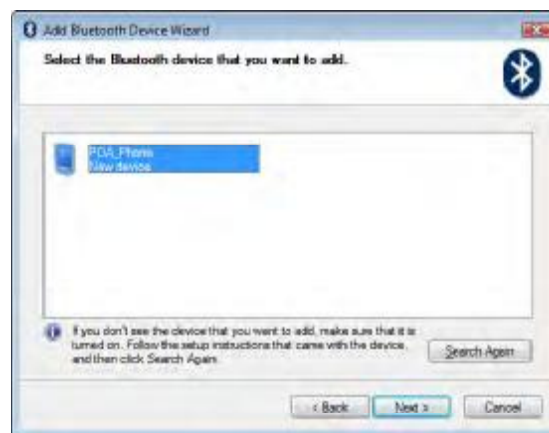 Add Bluetooth Device Wizard
Select the Bluetooth device that you want to add.
PDA_Phone
New device
If you don't see the device that you want to add, make sure that it is
turned on. Follow the setup instructions that came with the device,
and then click Search Again.
Search Again
< Back
Next >
Cancel